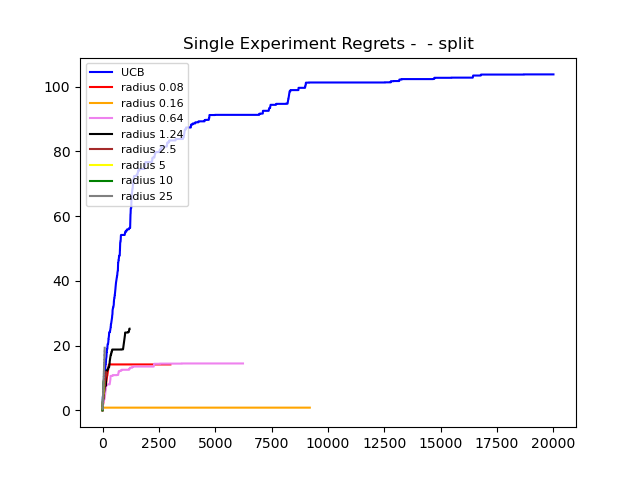 Single Experiment Regrets -  - split
UCB
radius 0.08
radius 0.16
radius 0.64
radius 1.24
radius 2.5
radius 5
radius 10
radius 25
100
80
60
40
20
0
0 2500 5000 7500 10000 12500 15000 17500 20000